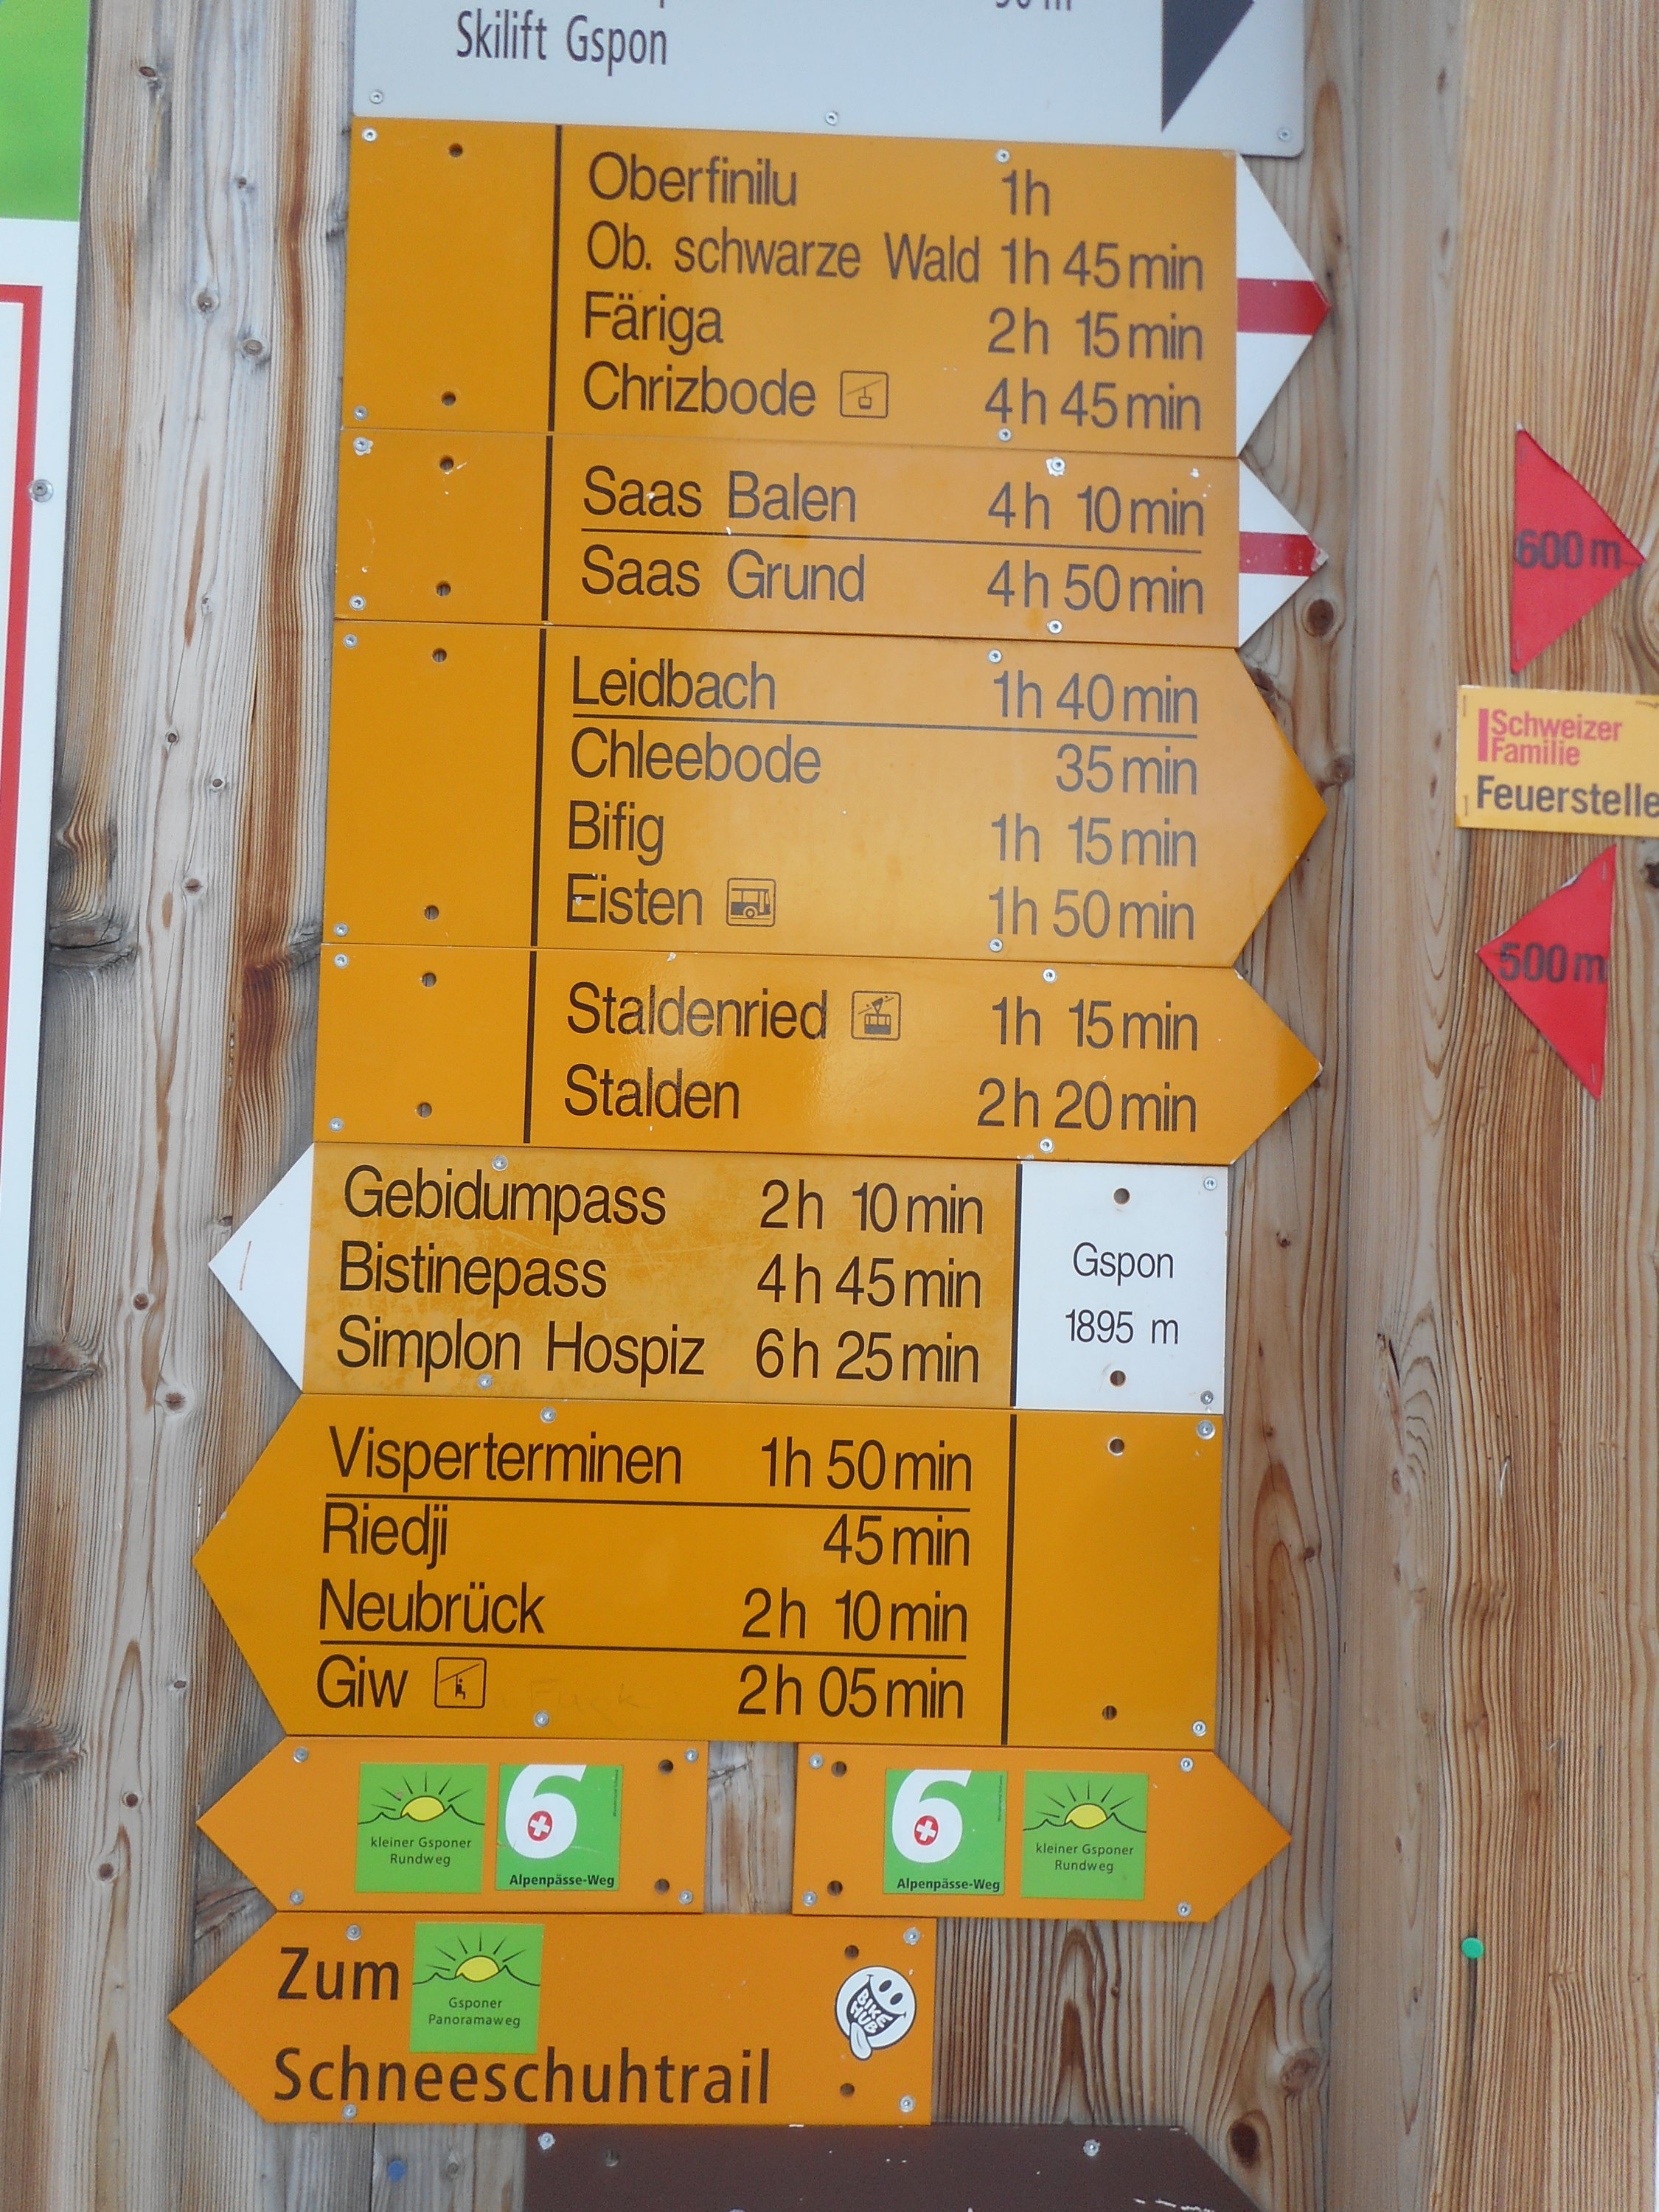 Skilift Gspon
Oberfinilu 1h
Ob. schwarze Wald 1h 45min
Färiga 2h 15min
Chrizbode 4h 45min
Saas Balen 4h 10min
Saas Grund 4h 50min
600m
Leidbach 1h 40min
Chleebode 35min
Bifig 1h 15min
Eisten 1h 50min
Schweizer
Familie
Feuerstelle
500m
Staldenried 1h 15min
Stalden 2h 20min
Gebidumpass 2h 10min
Bistinepass 4h 45min
Simplon Hospiz 6h 25min
Gspon
1895 m
Visperterminen 1h 50min
Riedji 45min
Neubrück 2h 10min
Giw 2h 05min
kleiner Gsponer
Rundweg
6
Alpenpässe-Weg
6
Alpenpässe-Weg
kleiner Gsponer
Rundweg
Zum
Gsponer
Panoramaweg
Schneeschuhtrail
BIKE
HUB